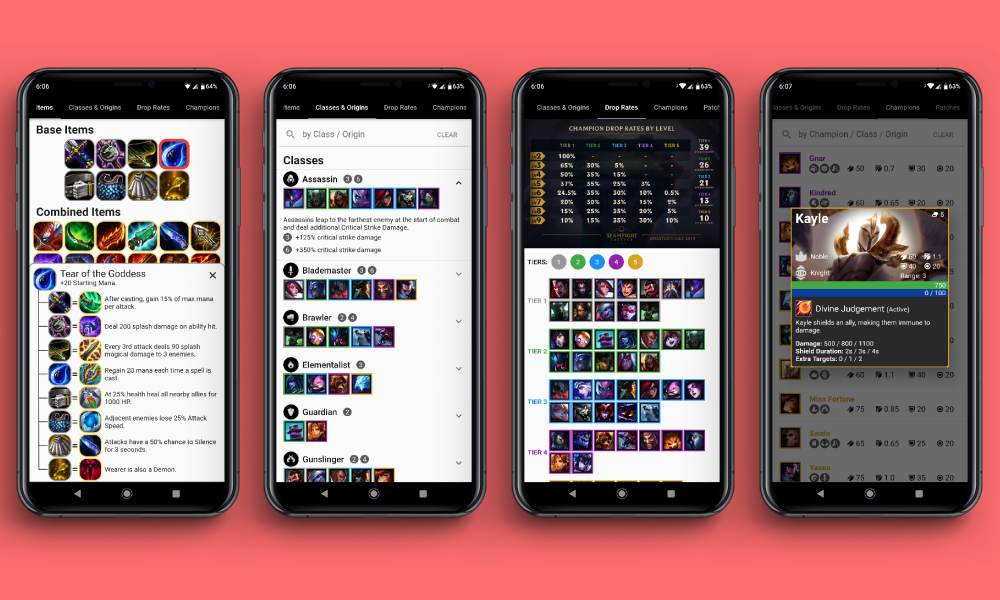 6:06
64%
Items
Classes & Origins
Drop Rates
Champions
Base Items
Combined Items
Tear of the Goddess
+20 Starting Mana.
After casting, gain 15% of max mana
per attack.
Deal 200 splash damage on ability hit.
Every 3rd attack deals 90 splash
magical damage to 3 enemies.
Regain 20 mana each time a spell is
cast.
At 25% health heal all nearby allies for
1000 HP.
Adjacent enemies lose 25% Attack
Speed.
Attacks have a 50% chance to Silence
for 3 seconds.
Wearer is also a Demon.
6:06
63%
Items
Classes & Origins
Drop Rates
Champions
by Class / Origin
CLEAR
Classes
Assassin 3 6
Assassins leap to the farthest enemy at the start of combat
and deal additional Critical Strike Damage.
3 +125% critical strike damage
6 +350% critical strike damage
Blademaster 3 6
Brawler 2 4
Elementalist 3
Guardian 2
Gunslinger 2 4
6:06
63%
Classes & Origins
Drop Rates
Champions
Patch
CHAMPION DROP RATES BY LEVEL
TIER 1 TIER 2 TIER 3 TIER 4 TIER 5
100% - - - -
65% 30% 5% - -
50% 35% 15% - -
37% 35% 25% 3% -
24.5% 35% 30% 10% 0.5%
20% 30% 33% 15% 2%
15% 25% 35% 20% 5%
10% 15% 35% 30% 10%
39
26
21
13
10
TEAMFIGHT
TACTICS
TIERS: 1 2 3 4 5
TIER 1
TIER 2
TIER 3
TIER 4
6:07
63%
Classes & Origins
Drop Rates
Champions
Patches
by Champion / Class / Origin
CLEAR
Gnar
50 0.7 30 20
Kindred
60 0.65 20 20
Kayle
5
Noble
60 1.1
Knight
40 20
Range: 3
750
0 / 100
Divine Judgement (Active)
Kayle shields an ally, making them immune to
damage.
Damage: 500 / 800 / 1100
Shield Duration: 2s / 3s / 4s
Extra Targets: 0 / 1 / 2
60 1.1 40 20
Miss Fortune
75 0.85 20 20
Swain
65 0.65 25 20
Yasuo
75 1.0 35 20